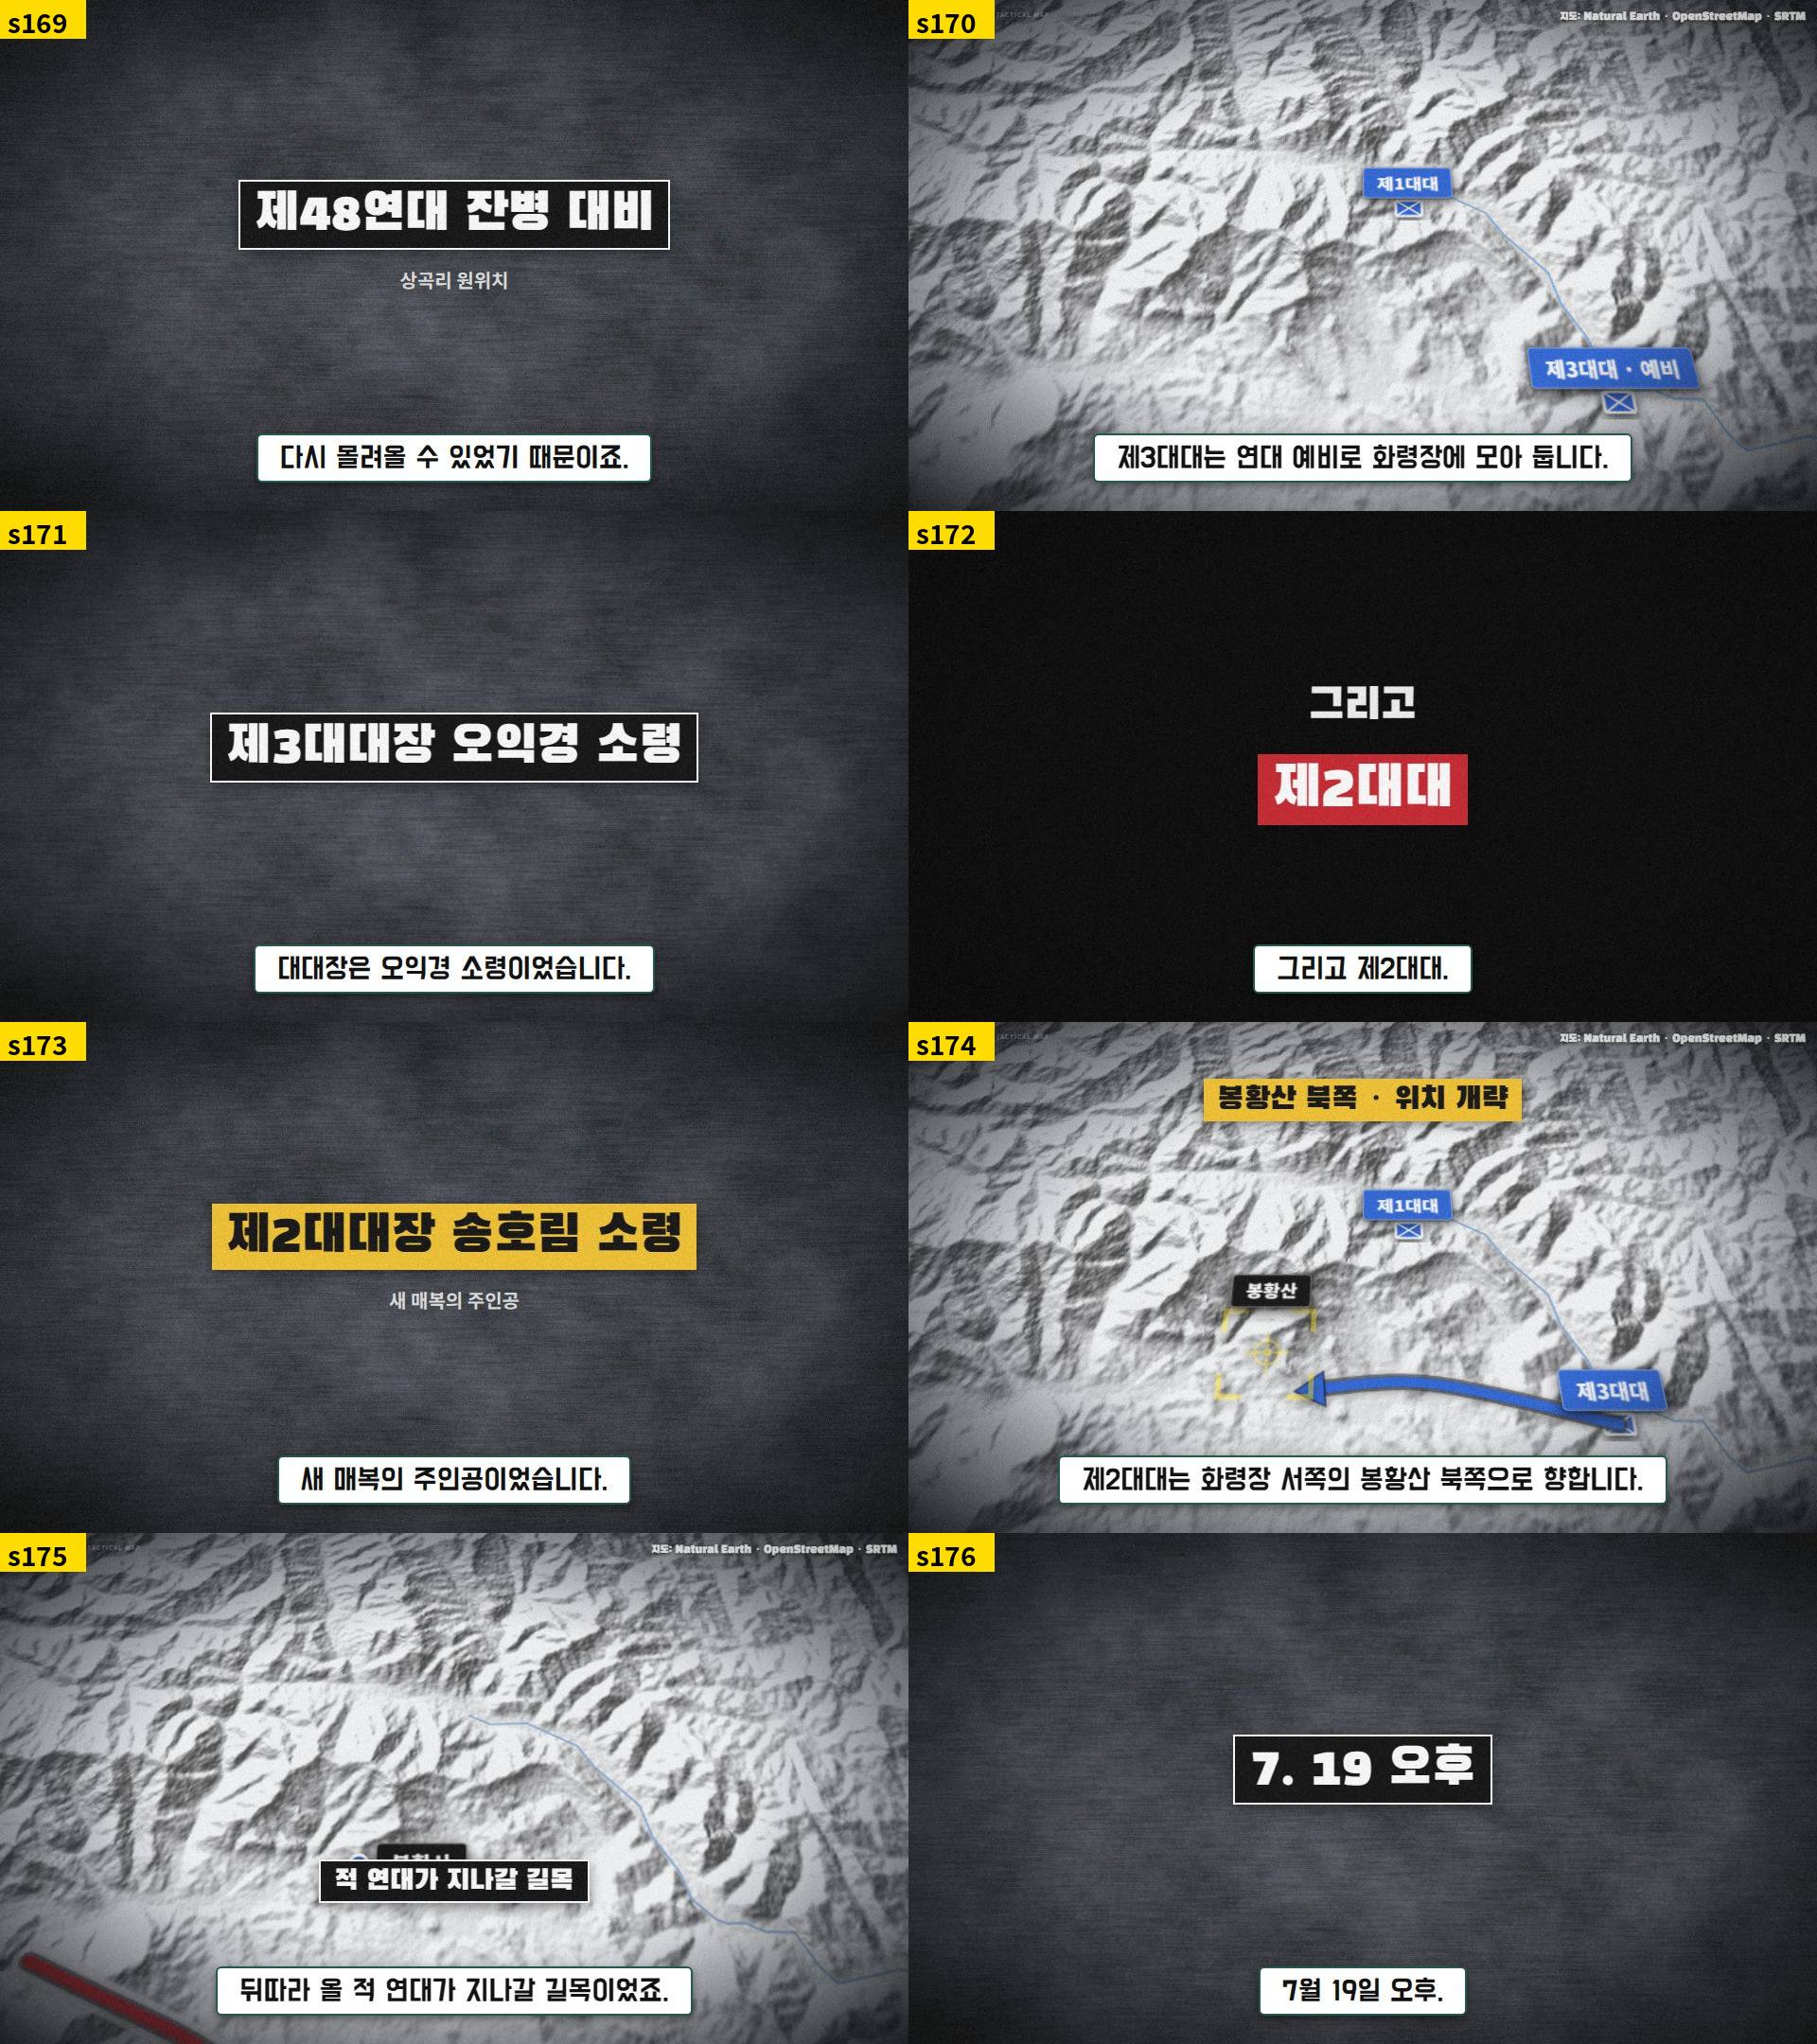 s169
제48연대 잔병 대비
상곡리 원위치
다시 몰려올 수 있었기 때문이죠.
s170
TACTICAL MAP
지도: Natural Earth · OpenStreetMap · SRTM
제1대대
제3대대 · 예비
제3대대는 연대 예비로 화령장에 모아 둡니다.
s171
제3대대장 오익경 소령
대대장은 오익경 소령이었습니다.
s172
그리고
제2대대
그리고 제2대대.
s173
제2대대장 송호림 소령
새 매복의 주인공
새 매복의 주인공이었습니다.
s174
TACTICAL MAP
지도: Natural Earth · OpenStreetMap · SRTM
봉황산 북쪽 · 위치 개략
제1대대
봉황산
제3대대
제2대대는 화령장 서쪽의 봉황산 북쪽으로 향합니다.
s175
TACTICAL MAP
지도: Natural Earth · OpenStreetMap · SRTM
적 연대가 지나갈 길목
뒤따라 올 적 연대가 지나갈 길목이었죠.
s176
7. 19 오후
7월 19일 오후.